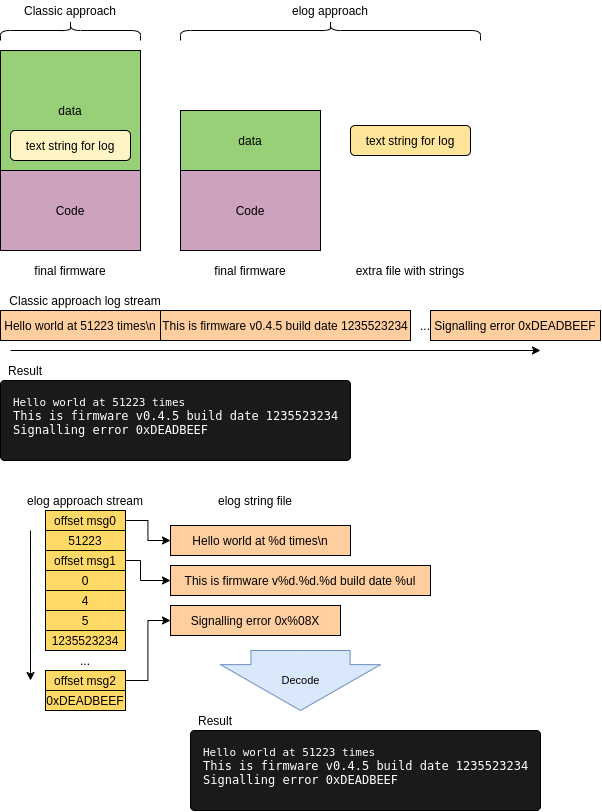 Classic approach
elog approach
data
text string for log
data
text string for log
Code
Code
final firmware
final firmware
extra file with strings
Classic approach log stream
Hello world at 51223 times\n
This is firmware v0.4.5 build date 1235523434
...
Signalling error 0xDEADBEEF
Result
Hello world at 51223 times
This is firmware v0.4.5 build date 1235523234
Signalling error 0xDEADBEEF
elog approach stream
elog string file
offset msg0
51223
offset msg1
0
4
5
1235523234
...
offset msg2
0xDEADBEEF
Hello world at %d times\n
This is firmware v%d.%d.%d build date %ul
Signalling error 0x%08X
Decode
Result
Hello world at 51223 times
This is firmware v0.4.5 build date 1235523234
Signalling error 0xDEADBEEF